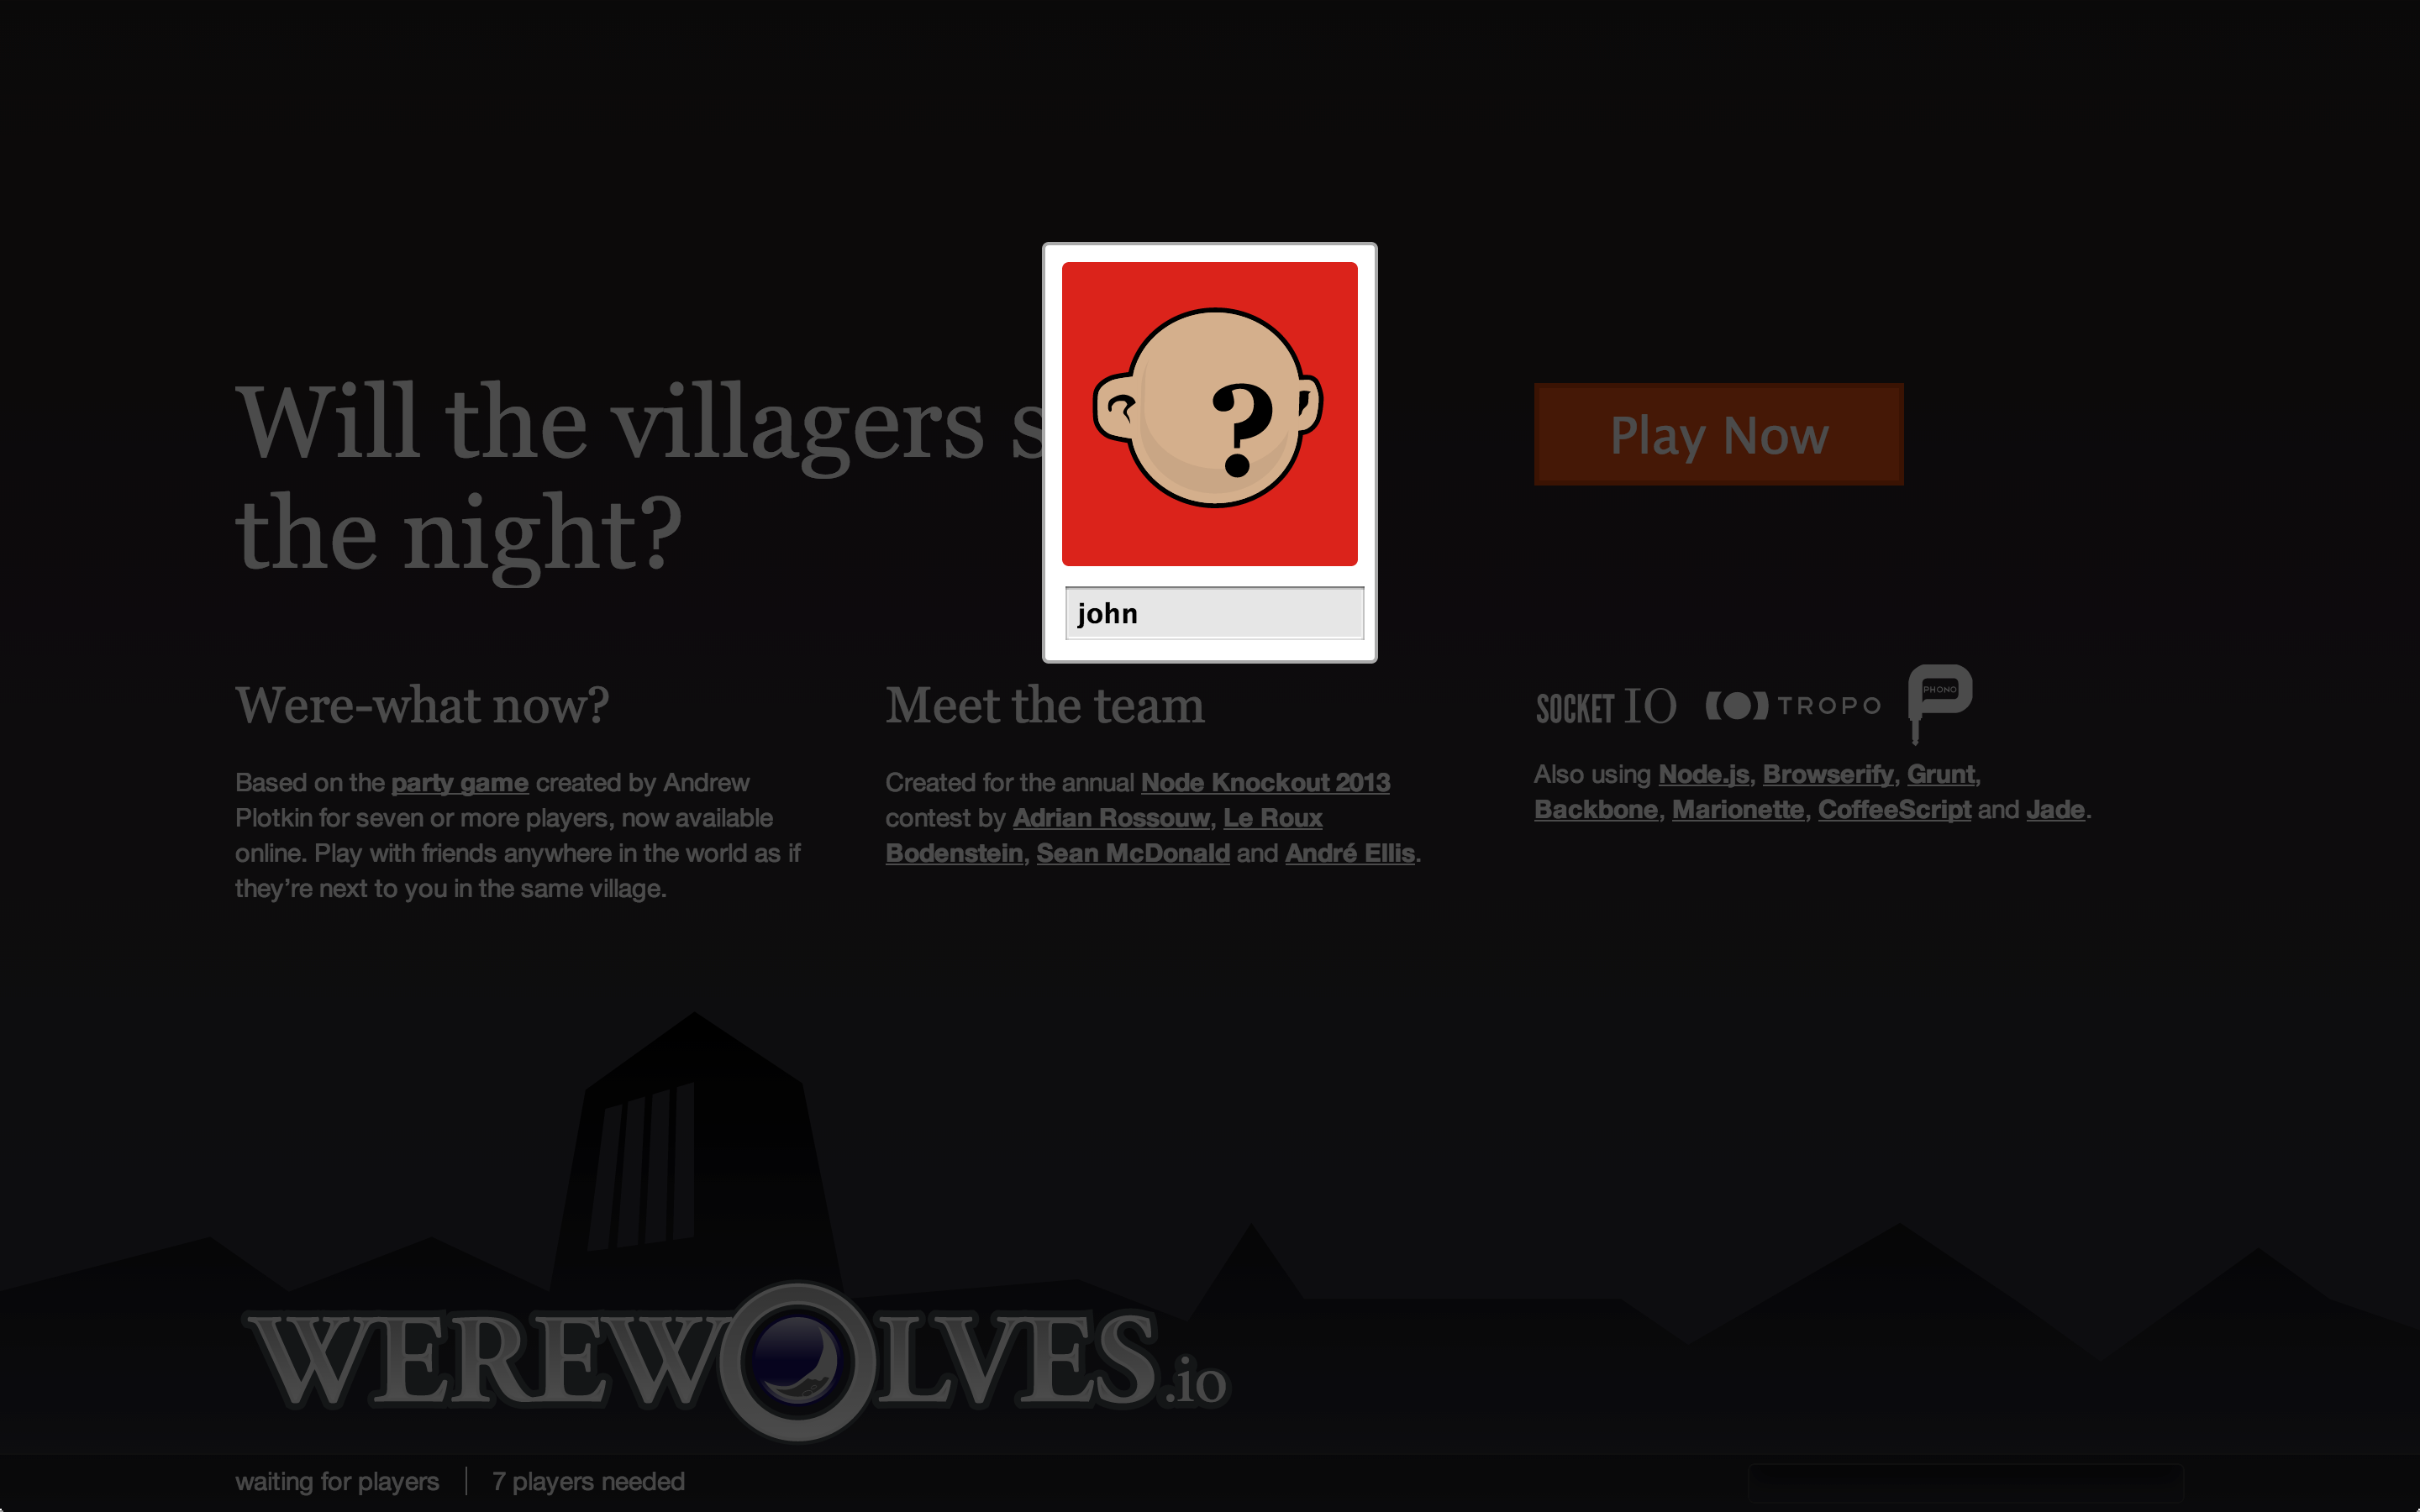 Will the villagers s
the night?
Play Now
?
john
Were-what now?
Based on the party game created by Andrew
Plotkin for seven or more players, now available
online. Play with friends anywhere in the world as if
they’re next to you in the same village.
Meet the team
Created for the annual Node Knockout 2013
contest by Adrian Rossouw, Le Roux
Bodenstein, Sean McDonald and André Ellis.
SOCKET IO TROPO PHONO
Also using Node.js, Browserify, Grunt,
Backbone, Marionette, CoffeeScript and Jade.
WEREWOLVES.io
waiting for players | 7 players needed